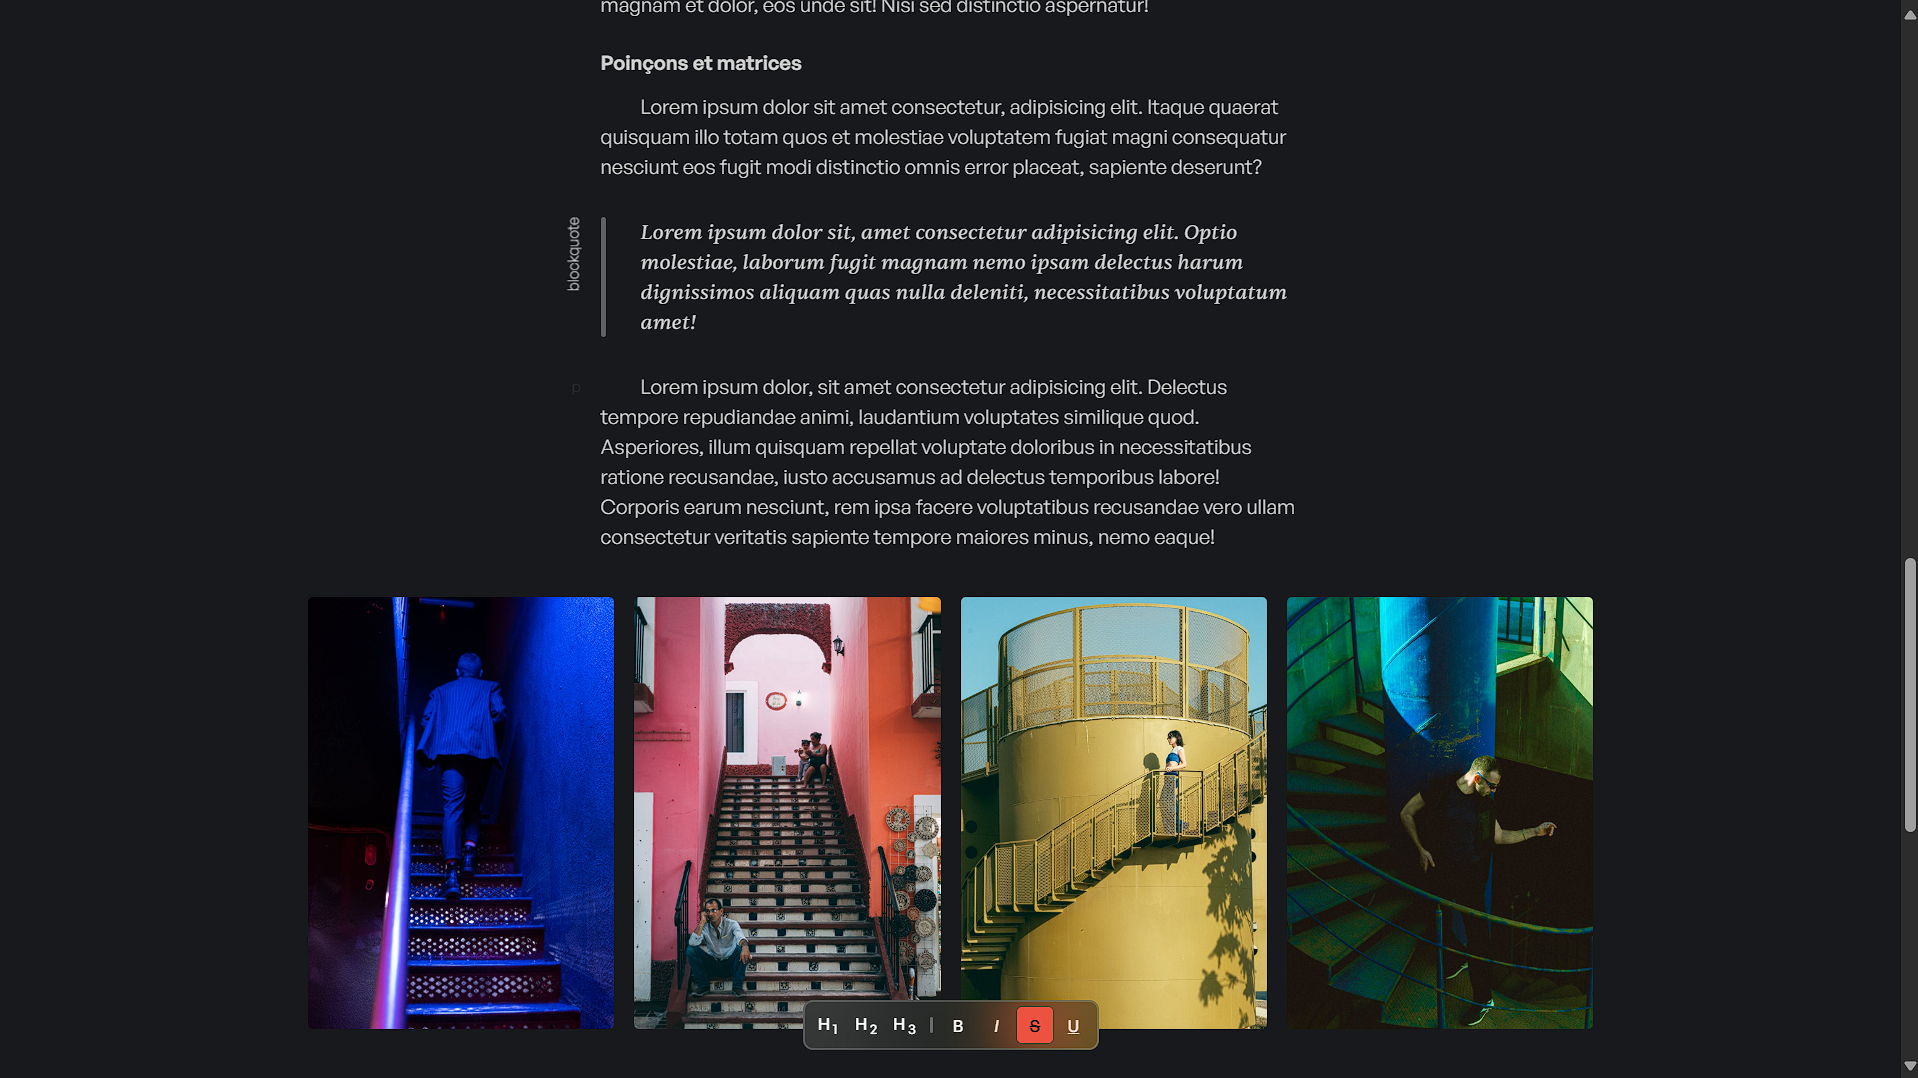 magnam et dolor, eos unde sit! Nisi sed distinctio aspernatur!
Poinçons et matrices
Lorem ipsum dolor sit amet consectetur, adipisicing elit. Itaque quaerat
quisquam illo totam quos et molestiae voluptatem fugiat magni consequatur
nesciunt eos fugit modi distinctio omnis error placeat, sapiente deserunt?
blockquote
Lorem ipsum dolor sit, amet consectetur adipisicing elit. Optio
molestiae, laborum fugit magnam nemo ipsam delectus harum
dignissimos aliquam quas nulla deleniti, necessitatibus voluptatum
amet!
p
Lorem ipsum dolor, sit amet consectetur adipisicing elit. Delectus
tempore repudiandae animi, laudantium voluptates similique quod.
Asperiores, illum quisquam repellat voluptate doloribus in necessitatibus
ratione recusandae, iusto accusamus ad delectus temporibus labore!
Corporis earum nesciunt, rem ipsa facere voluptatibus recusandae vero ullam
consectetur veritatis sapiente tempore maiores minus, nemo eaque!
H1 H2 H3 | B I S U